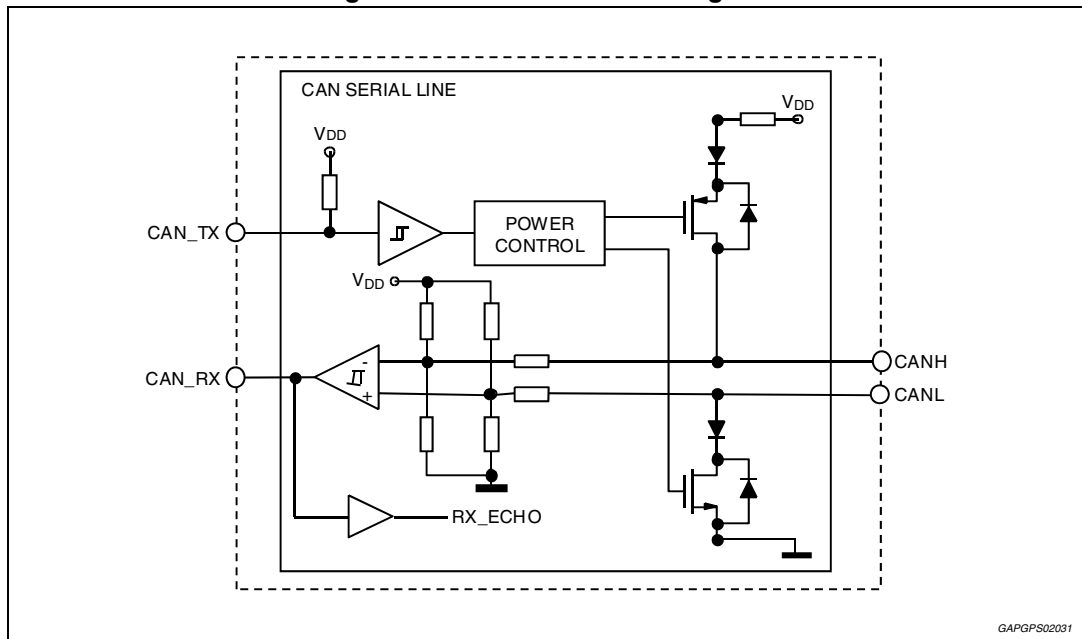 CAN SERIAL LINE
VDD
VDD
CAN_TX
POWER
CONTROL
VDD
-
+
CAN_RX
CANH
CANL
RX_ECHO
GAPGPS02031